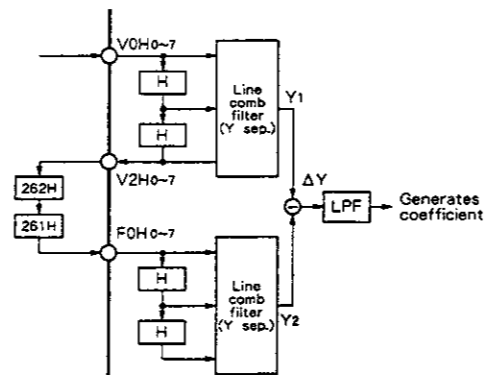 V0H0~7
H
H
Line
comb
filter
(Y sep.)
Y1
V2H0~7
262H
261H
ΔY
LPF
Generates
coefficient
F0H0~7
H
H
Line
comb
filter
(Y sep.)
Y2